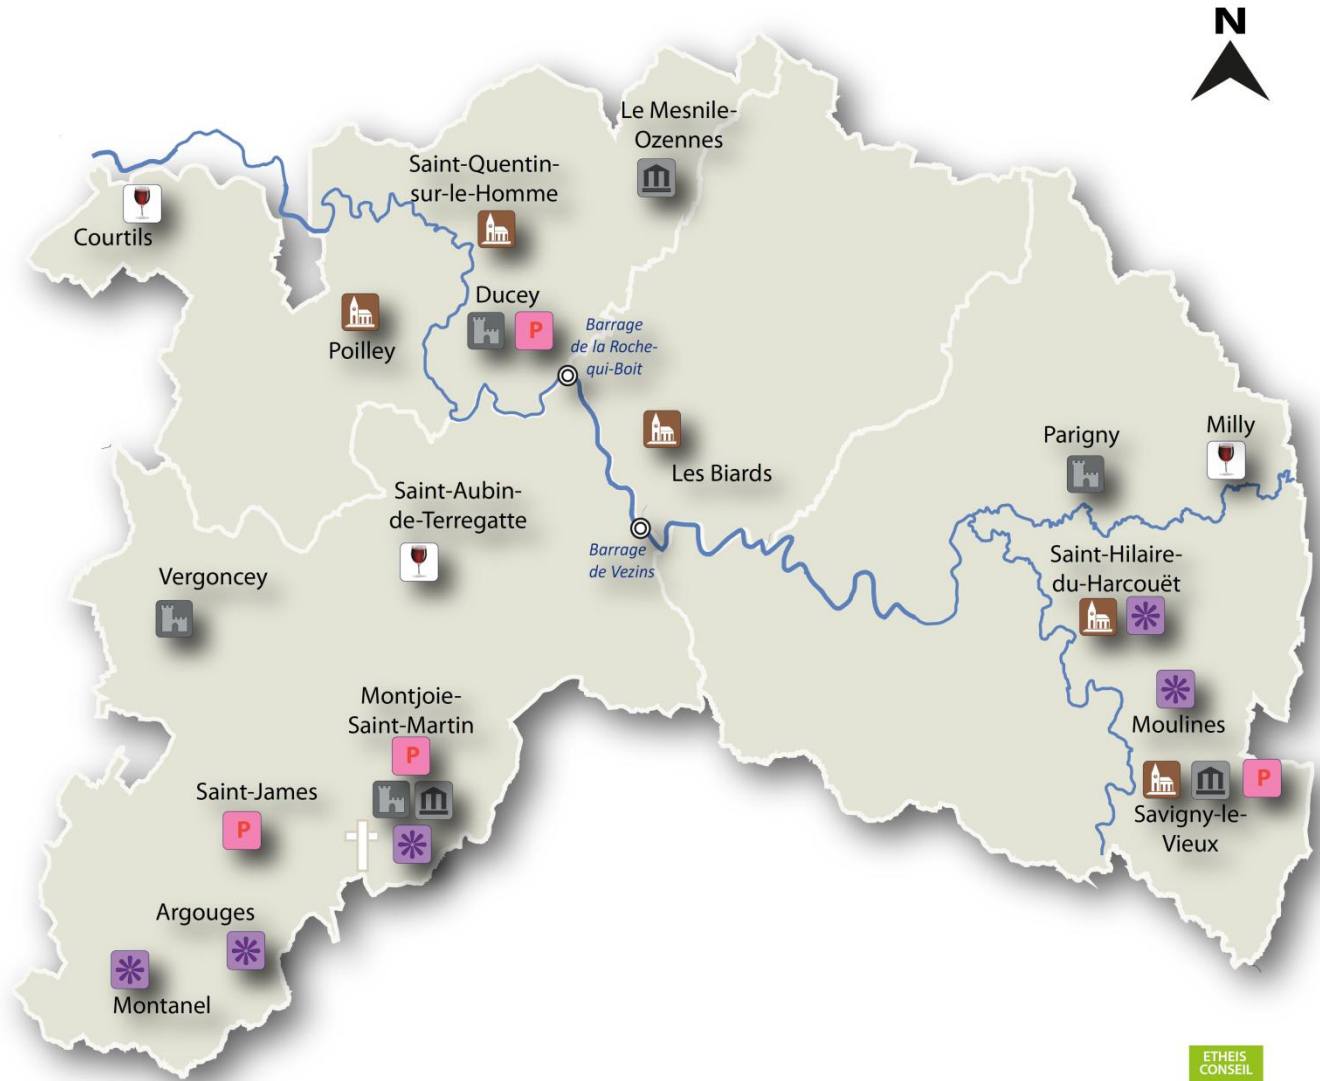 N
Le Mesnile-
Ozennes
Saint-Quentin-
sur-le-Homme
Courtils
Ducey
P
Barrage
de la Roche-
qui-Boit
Poilley
Les Biards
Parigny
Milly
Saint-Aubin-
de-Terregatte
Barrage
de Vezins
Saint-Hilaire-
du-Harcouët
Vergoncey
Montjoie-
Saint-Martin
P
Moulines
P
Savigny-le-
Vieux
Saint-James
P
Argouges
Montanel
ETHEIS
CONSEIL